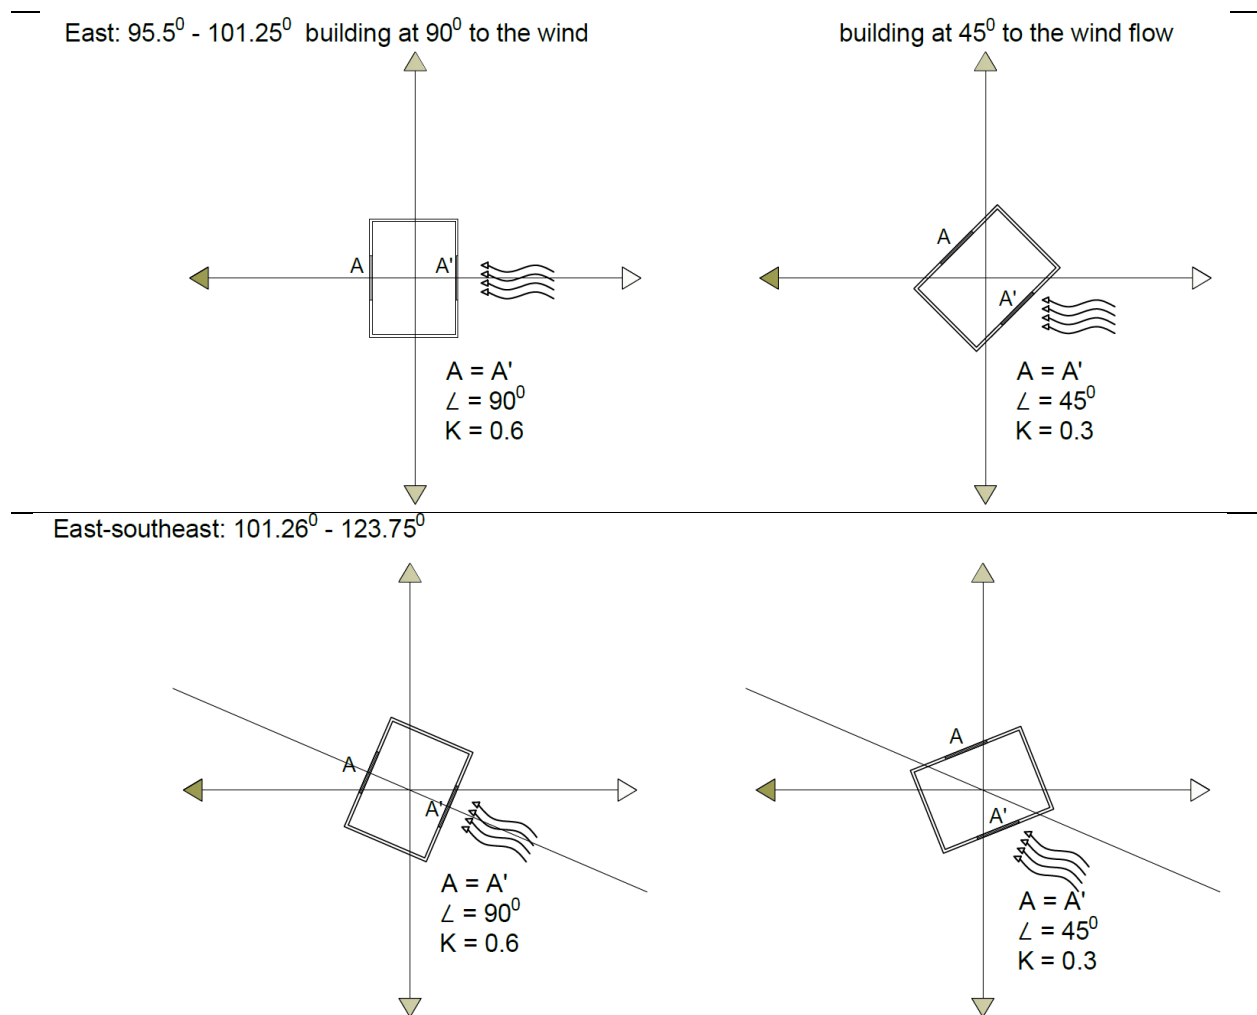 East: 95.5⁰ - 101.25⁰ building at 90⁰ to the wind
building at 45⁰ to the wind flow
A
A'
A = A'
∠ = 90⁰
K = 0.6
A
A'
A = A'
∠ = 45⁰
K = 0.3
East-southeast: 101.26⁰ - 123.75⁰
A
A'
A = A'
∠ = 90⁰
K = 0.6
A
A'
A = A'
∠ = 45⁰
K = 0.3